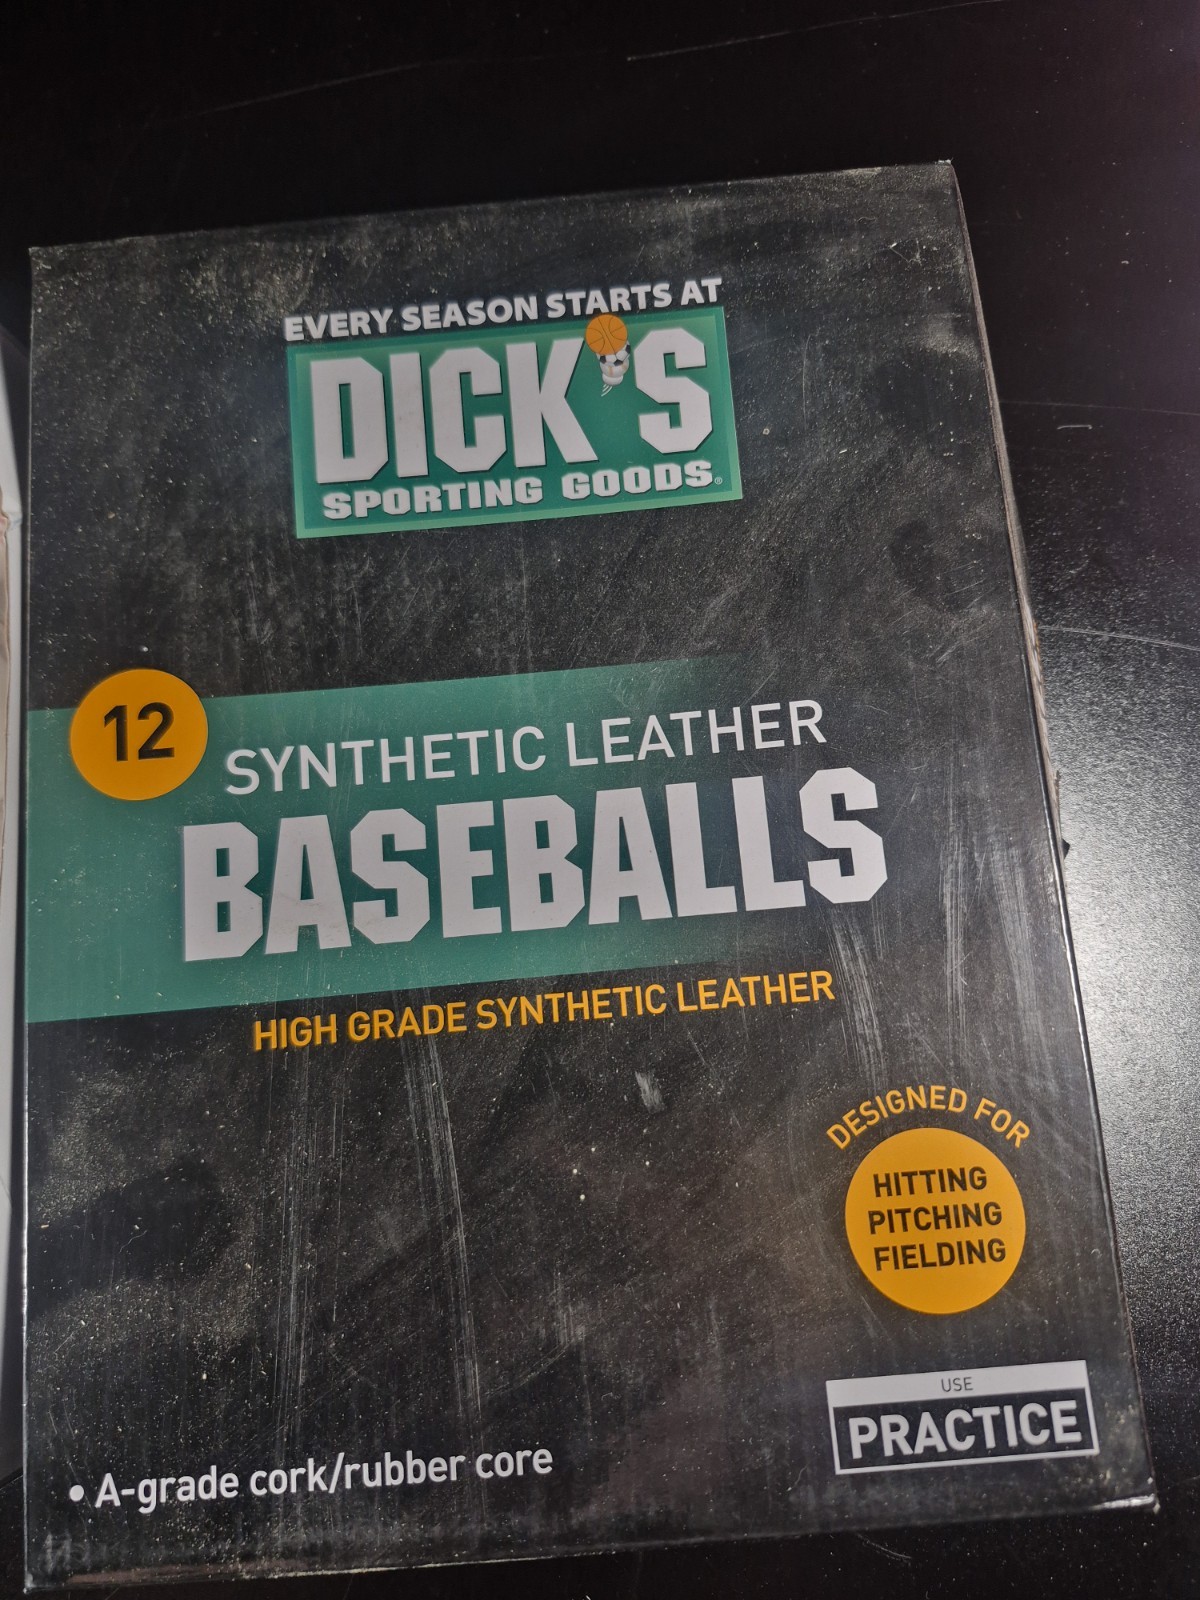 EVERY SEASON STARTS AT
DICK'S
SPORTING GOODS®
12
SYNTHETIC LEATHER
BASEBALLS
HIGH GRADE SYNTHETIC LEATHER
DESIGNED FOR
HITTING
PITCHING
FIELDING
USE
PRACTICE
• A-grade cork/rubber core